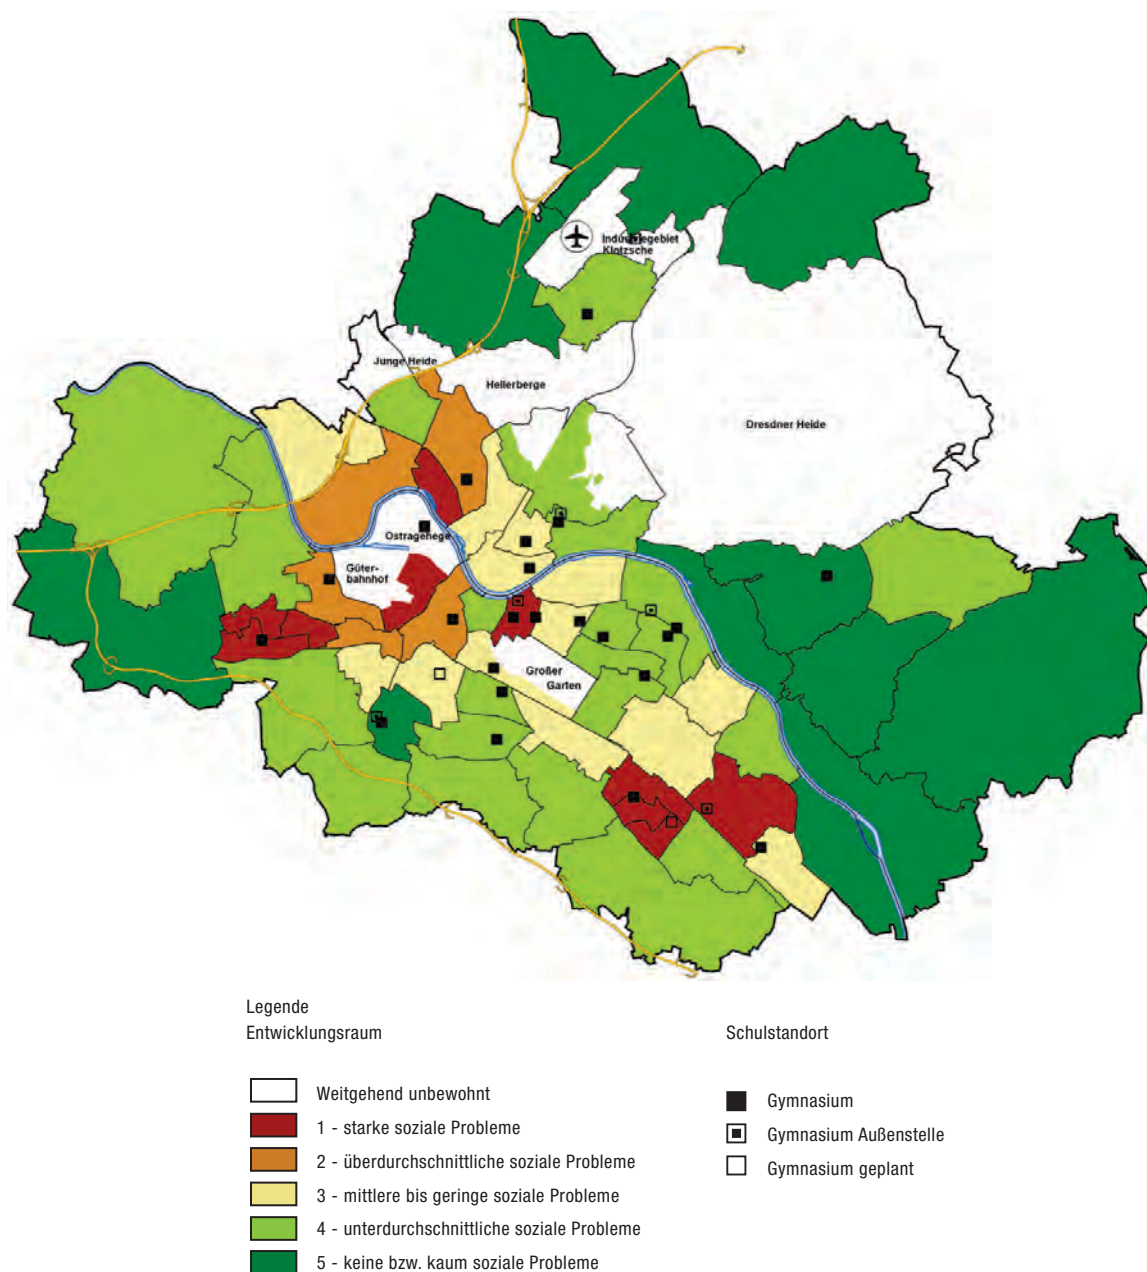 Industriegebiet
Klotzsche
Junge Heide
Hellerberge
Dresdner Heide
Ostragehege
Güter-
bahnhof
Großer
Garten
Legende
Entwicklungsraum
Schulstandort
Weitgehend unbewohnt
1 - starke soziale Probleme
2 - überdurchschnittliche soziale Probleme
3 - mittlere bis geringe soziale Probleme
4 - unterdurchschnittliche soziale Probleme
5 - keine bzw. kaum soziale Probleme
Gymnasium
Gymnasium Außenstelle
Gymnasium geplant